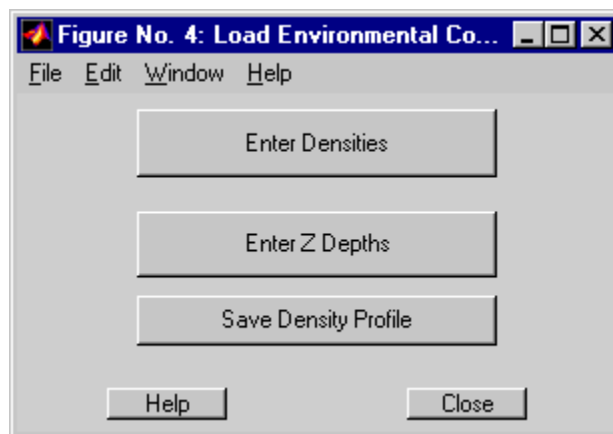 Figure No. 4: Load Environmental Co...
File Edit Window Help
Enter Densities
Enter Z Depths
Save Density Profile
Help Close